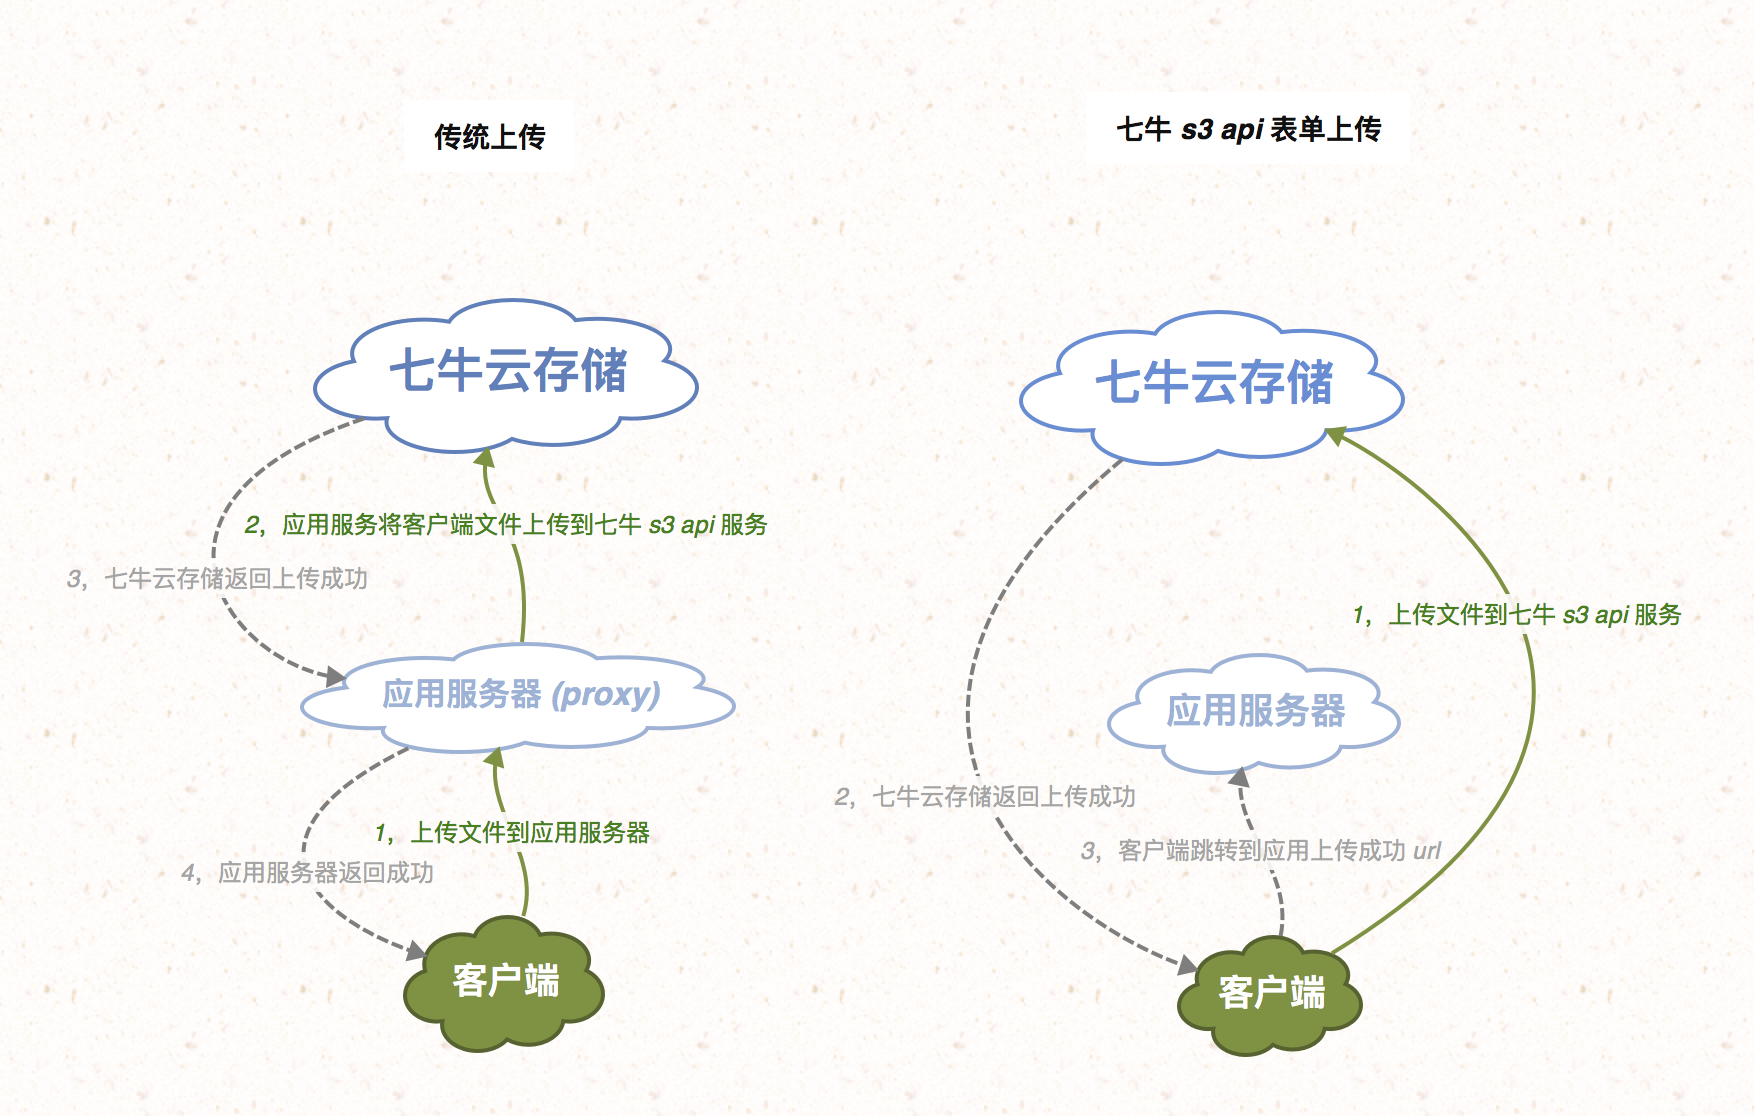 传统上传
七牛云存储
2，应用服务将客户端文件上传到七牛 s3 api 服务
3，七牛云存储返回上传成功
应用服务器 (proxy)
1，上传文件到应用服务器
4，应用服务器返回成功
客户端
七牛 s3 api 表单上传
七牛云存储
1，上传文件到七牛 s3 api 服务
应用服务器
2，七牛云存储返回上传成功
3，客户端跳转到应用上传成功 url
客户端